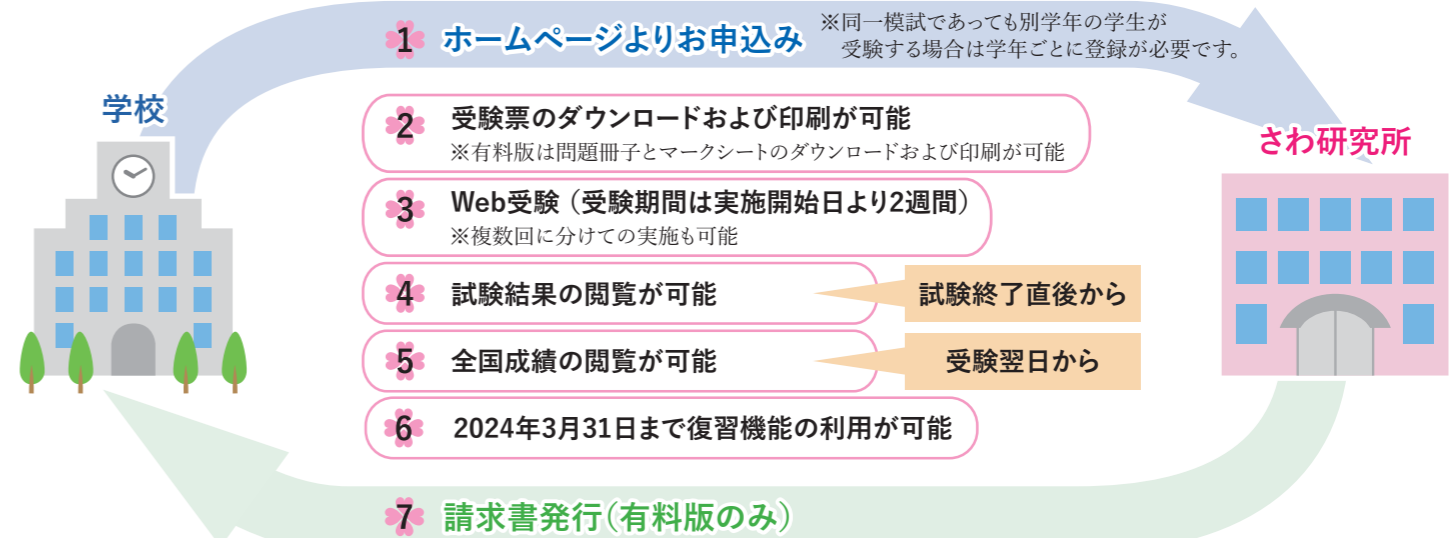 1 ホームページよりお申込み
※同一模試であっても別学年の学生が
受験する場合は学年ごとに登録が必要です。
学校
さわ研究所
2 受験票のダウンロードおよび印刷が可能
※有料版は問題冊子とマークシートのダウンロードおよび印刷が可能
3 Web受験（受験期間は実施開始日より2週間）
※複数回に分けての実施も可能
4 試験結果の閲覧が可能
試験終了直後から
5 全国成績の閲覧が可能
受験翌日から
6 2024年3月31日まで復習機能の利用が可能
7 請求書発行（有料版のみ）